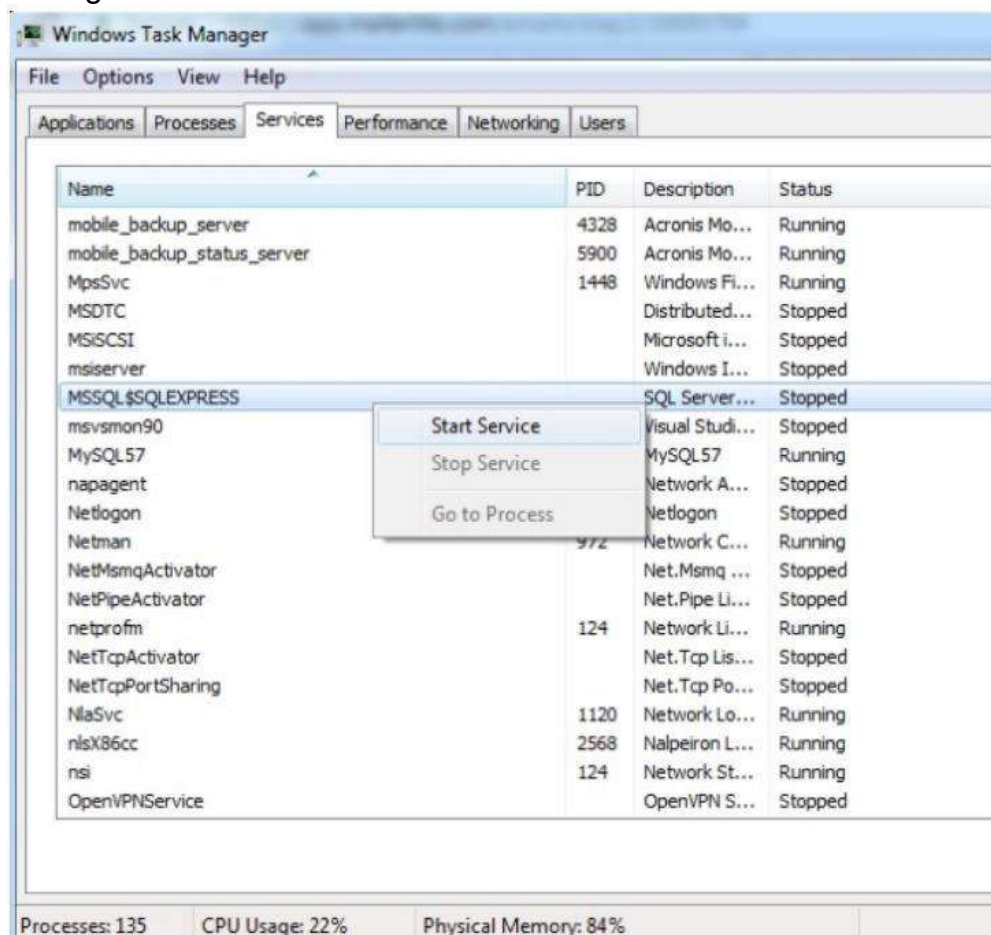 Windows Task Manager
File Options View Help
Applications Processes Services Performance Networking Users
Name PID Description Status
mobile_backup_server 4328 Acronis Mo... Running
mobile_backup_status_server 5900 Acronis Mo... Running
MpsSvc 1448 Windows Fi... Running
MSDTC Distributed... Stopped
MSiSCSI Microsoft i... Stopped
msiserver Windows I... Stopped
MSSQL$SQLEXPRESS SQL Server... Stopped
msvsmon90 Visual Studi... Stopped
MySQL57 MySQL57 Running
napagent Network A... Stopped
Netlogon Netlogon Stopped
Netman 972 Network C... Running
NetMsmqActivator Net.Msmq ... Stopped
NetPipeActivator Net.Pipe Li... Stopped
netprofm 124 Network Li... Running
NetTcpActivator Net.Tcp Lis... Stopped
NetTcpPortSharing Net.Tcp Po... Stopped
NlaSvc 1120 Network Lo... Running
nlsX86cc 2568 Nalpeiron L... Running
nsi 124 Network St... Running
OpenVPNService OpenVPN S... Stopped
Start Service
Stop Service
Go to Process
Processes: 135 CPU Usage: 22% Physical Memory: 84%